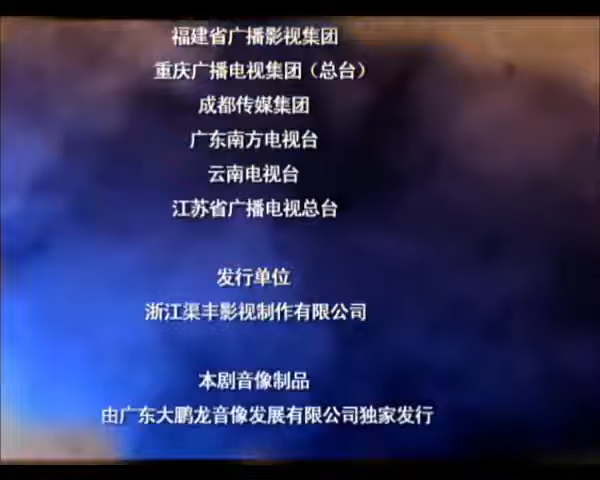 福建省广播影视集团
重庆广播电视集团（总台）
成都传媒集团
广东南方电视台
云南电视台
江苏省广播电视总台
发行单位
浙江渠丰影视制作有限公司
本剧音像制品
由广东大鹏龙音像发展有限公司独家发行